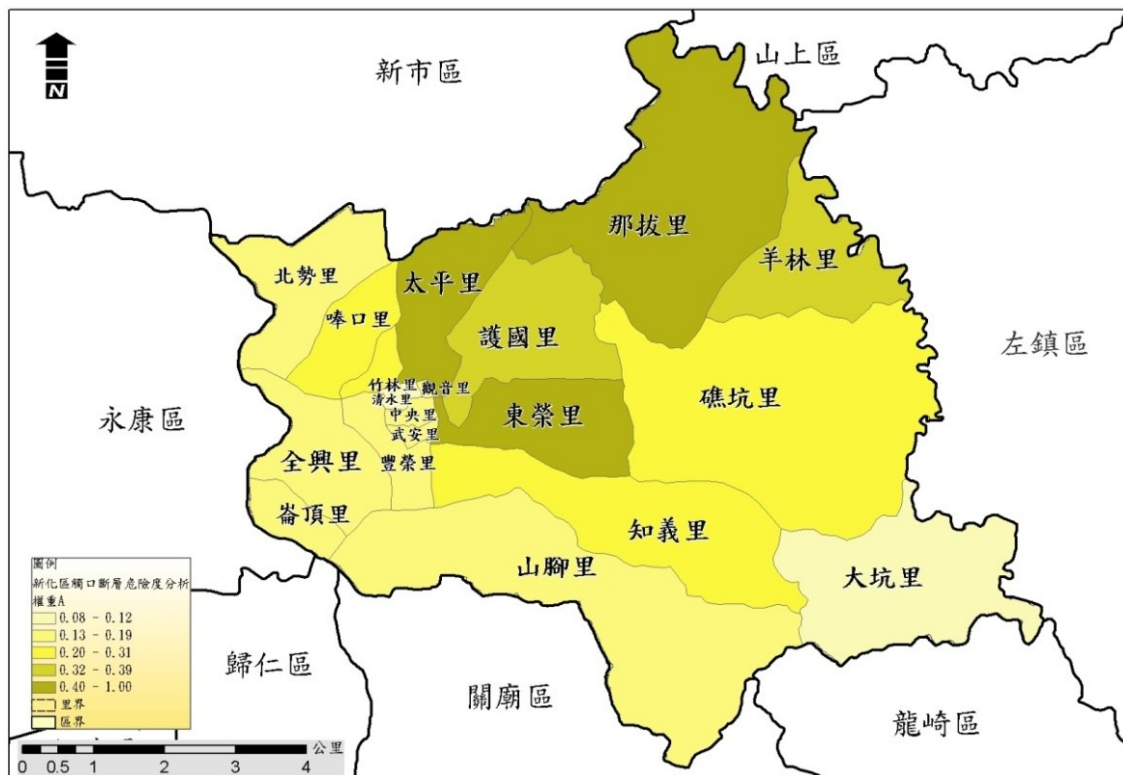 N
新市區
山上區
那拔里
羊林里
北勢里
太平里
唪口里
護國里
左鎮區
竹林里
觀音里
清水里
礁坑里
永康區
中央里
東榮里
武安里
全興里
豐榮里
崙頂里
知義里
山腳里
大坑里
圖例
新化區觸口斷層危險度分析
權重A
0.08 - 0.12
0.13 - 0.19
0.20 - 0.31
0.32 - 0.39
0.40 - 1.00
里界
區界
歸仁區
關廟區
龍崎區
公里
0 0.5 1 2 3 4